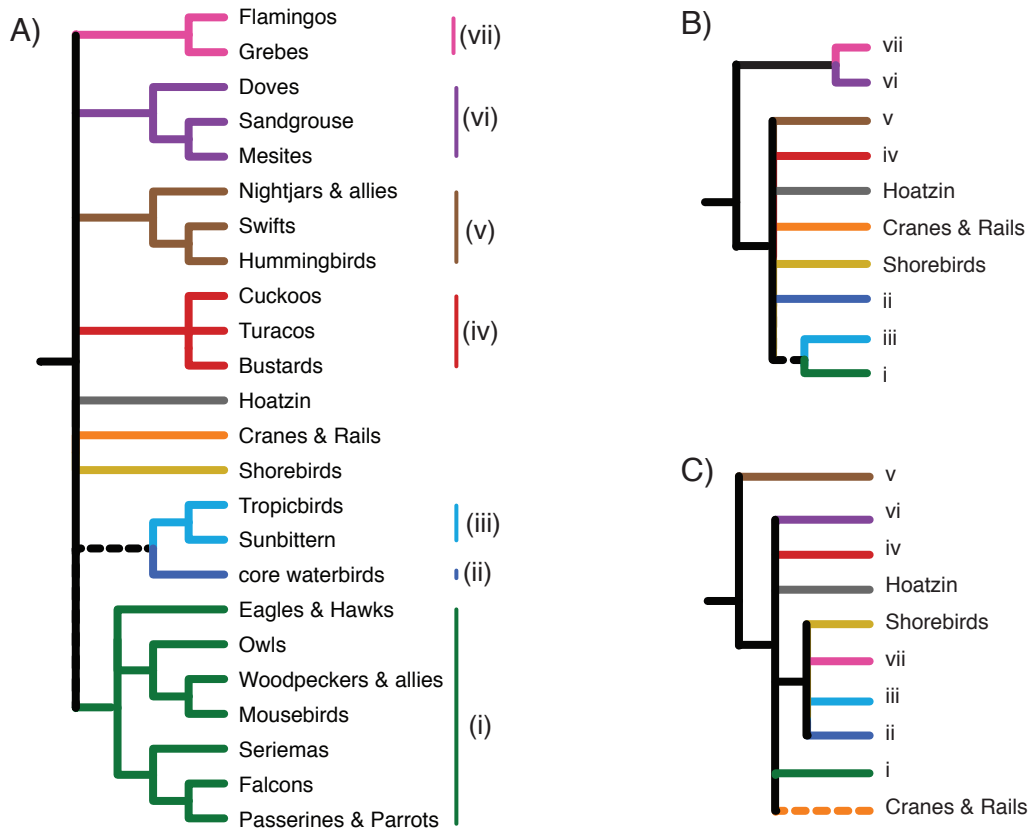 A)
Flamingos
Grebes
(vii)
Doves
Sandgrouse
Mesites
(vi)
Nightjars & allies
Swifts
Hummingbirds
(v)
Cuckoos
Turacos
Bustards
(iv)
Hoatzin
Cranes & Rails
Shorebirds
Tropicbirds
Sunbittern
(iii)
core waterbirds
(ii)
Eagles & Hawks
Owls
Woodpeckers & allies
Mousebirds
Seriemas
Falcons
Passerines & Parrots
(i)
B)
vii
vi
v
iv
Hoatzin
Cranes & Rails
Shorebirds
ii
iii
i
C)
v
vi
iv
Hoatzin
Shorebirds
vii
iii
ii
i
Cranes & Rails